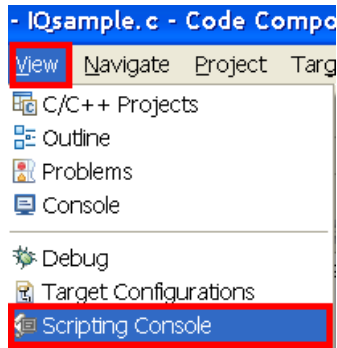 - IQsample.c - Code Compo
View Navigate Project Targ
C/C++ Projects
Outline
Problems
Console
Debug
Target Configurations
Scripting Console